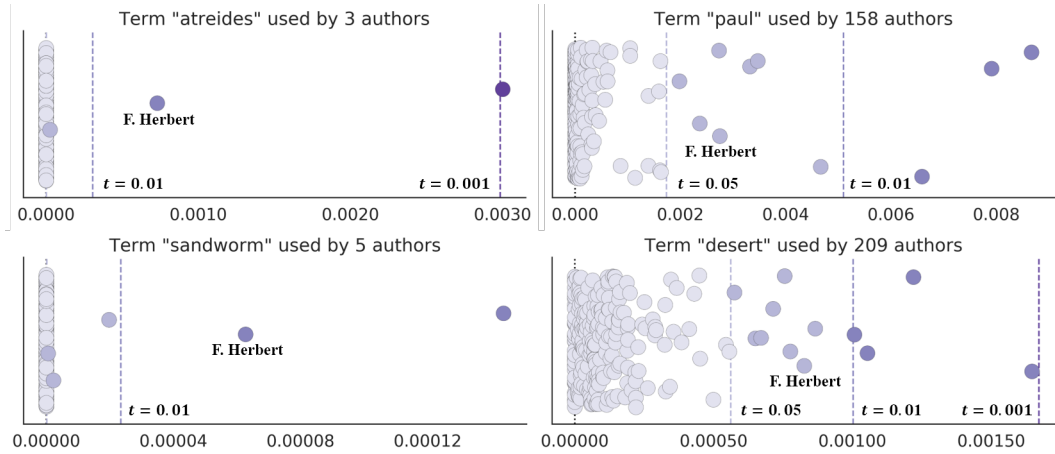 Term "atreides" used by 3 authors
F. Herbert
t = 0.01
t = 0.001
0.0000 0.0010 0.0020 0.0030
Term "paul" used by 158 authors
F. Herbert
t = 0.05
t = 0.01
0.000 0.002 0.004 0.006 0.008
Term "sandworm" used by 5 authors
F. Herbert
t = 0.01
0.00000 0.00004 0.00008 0.00012
Term "desert" used by 209 authors
F. Herbert
t = 0.05
t = 0.01
t = 0.001
0.00000 0.00050 0.00100 0.00150